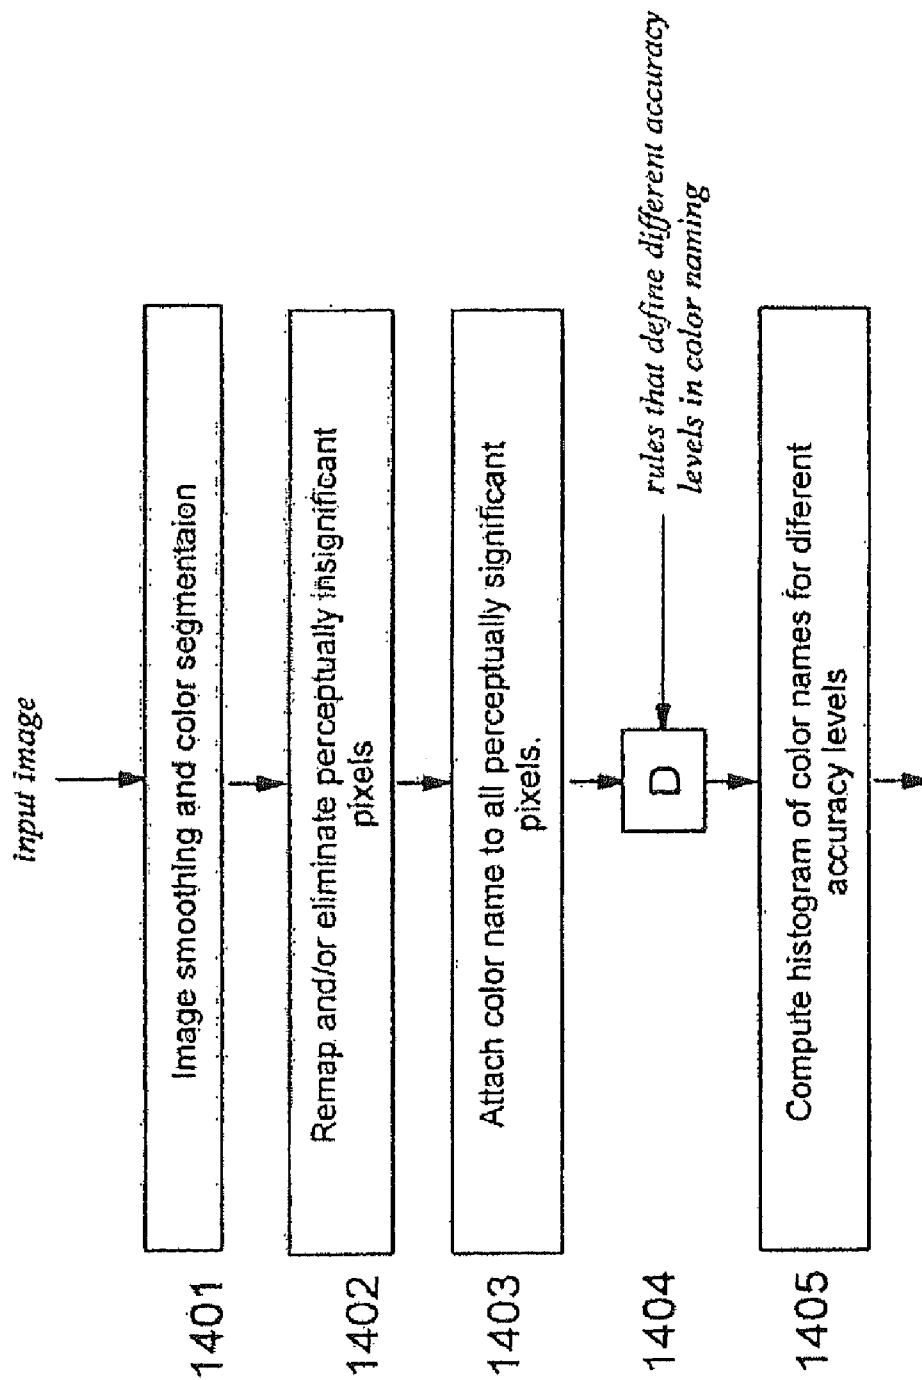 input image
1401
Image smoothing and color segmentaion
1402
Remap and/or eliminate perceptually insignificant
pixels
1403
Attach color name to all perceptually significant
pixels.
1404
D
rules that define different accuracy
levels in color naming
1405
Compute histogram of color names for diferent
accuracy levels